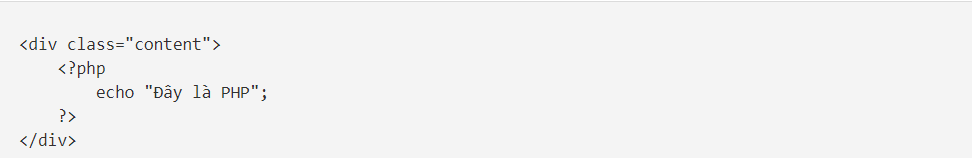 <div class="content">
    <?php
        echo "Đây là PHP";
    ?>
</div>